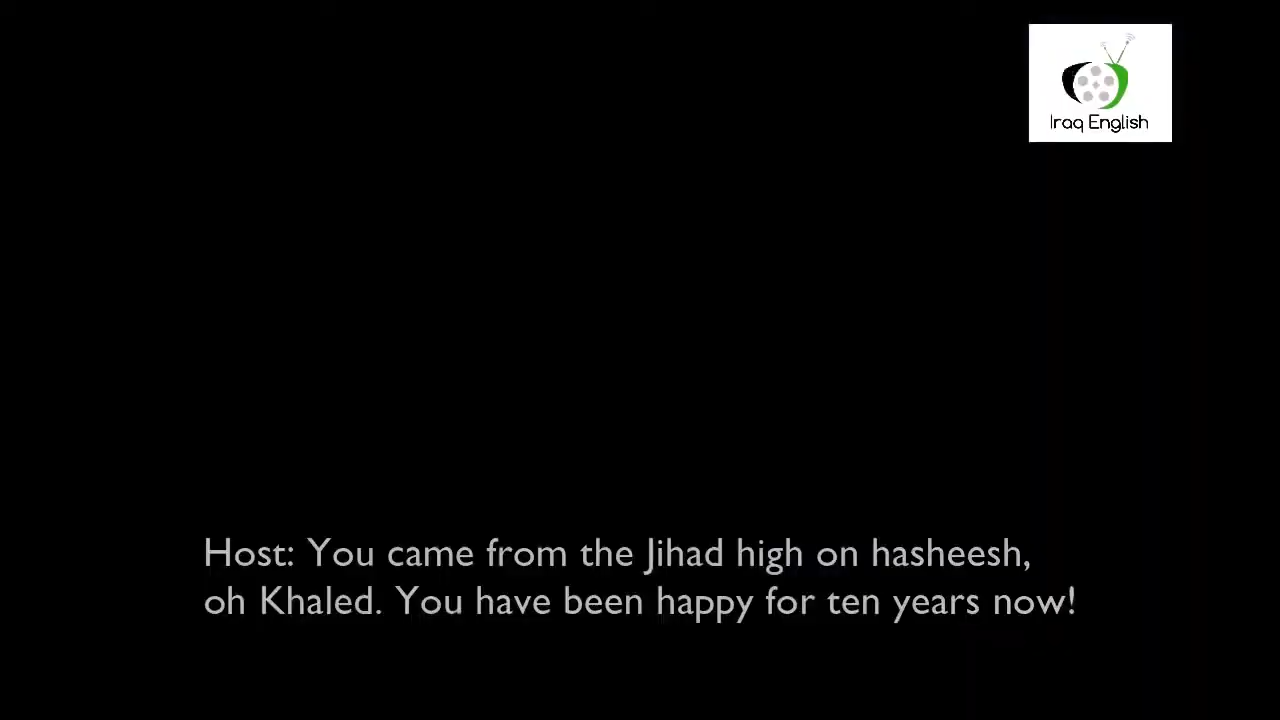 Iraq English
Host: You came from the Jihad high on hasheesh,
oh Khaled. You have been happy for ten years now!